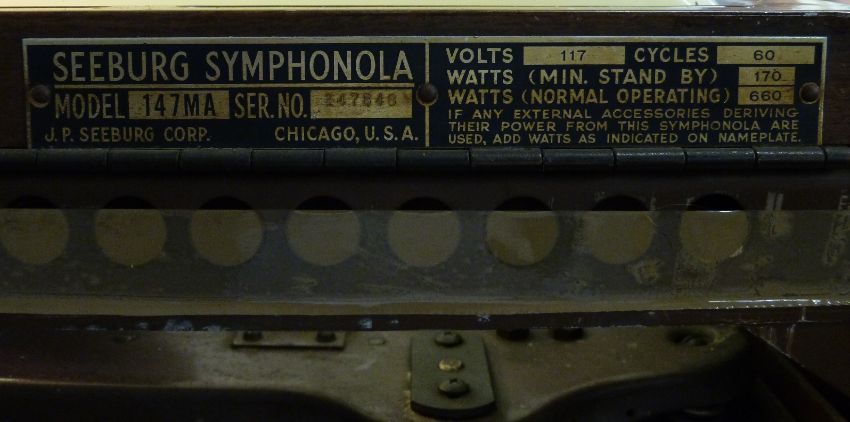 SEEBURG SYMPHONOLA
MODEL 147MA SER.NO.
J.P. SEEBURG CORP. CHICAGO, U.S.A.
VOLTS 117 CYCLES 60
WATTS (MIN. STAND BY) 170
WATTS (NORMAL OPERATING) 660
IF ANY EXTERNAL ACCESSORIES DERIVING
THEIR POWER FROM THIS SYMPHONOLA ARE
USED, ADD WATTS AS INDICATED ON NAMEPLATE.